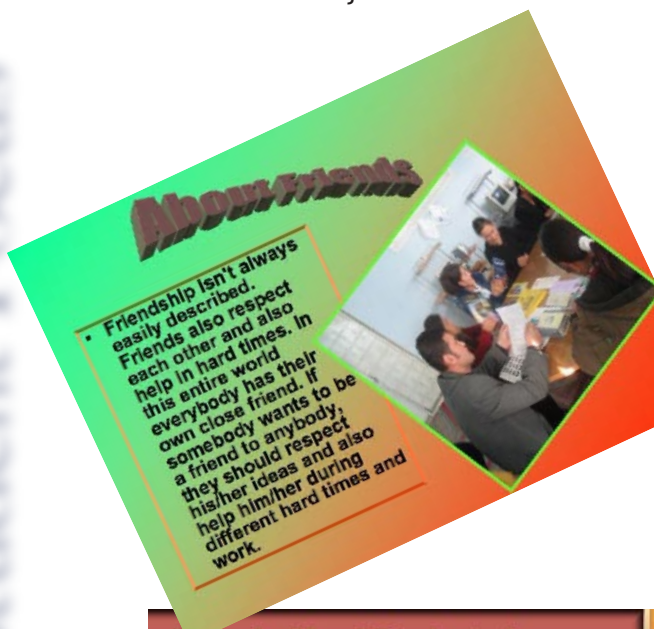 About Friends
• Friendship isn't always
easily described.
Friends also respect
each other and also
help in hard times. In
this entire world
everybody has their
own close friend. If
somebody wants to be
a friend to anybody,
they should respect
his/her ideas and also
help him/her during
different hard times and
work.